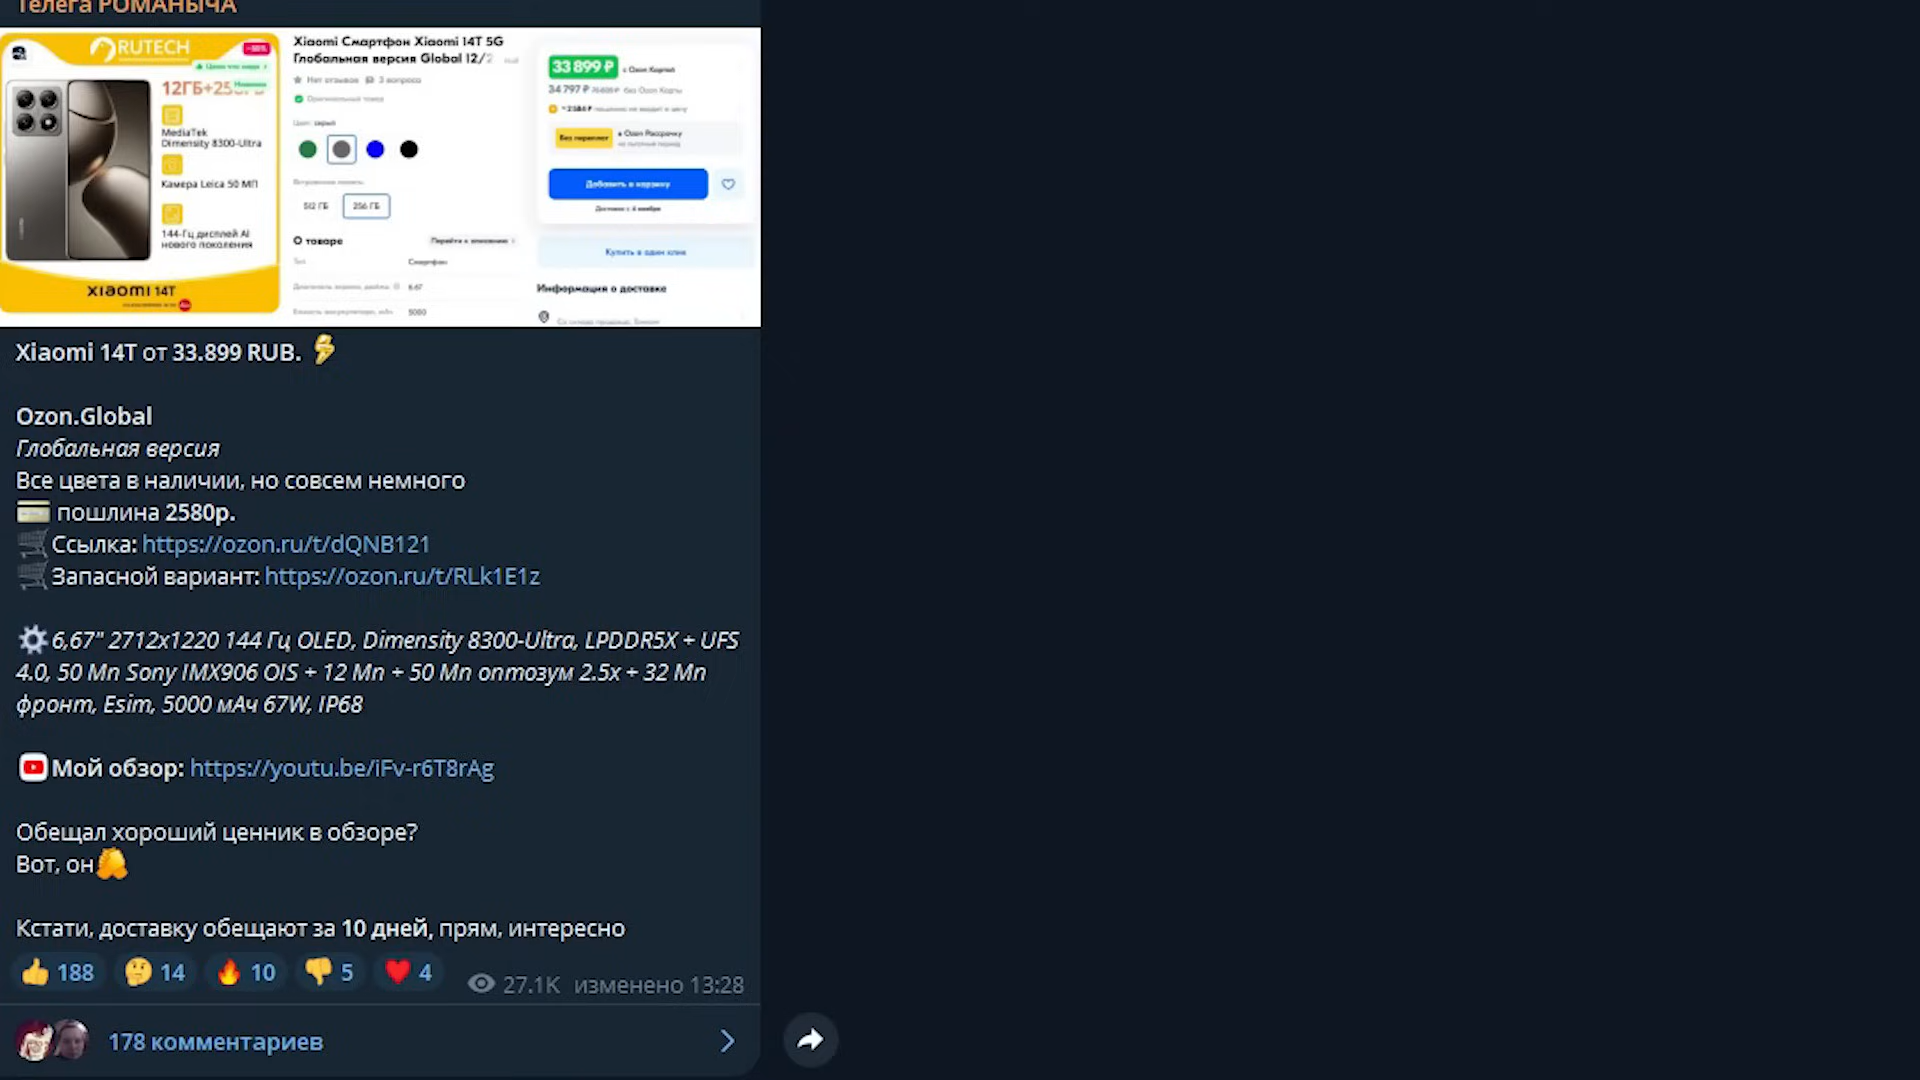 Телега РОМАНЫЧА
RUTECH
12ГБ+25
Новинка
MediaTek
Dimensity 8300-Ultra
Камера Leica 50 МП
144-Гц дисплей AI
нового поколения
xiaomi 14T
Xiaomi Смартфон Xiaomi 14T 5G
Глобальная версия Global 12/2
Нет отзывов 3 вопроса
Оригинальный товар
Цвет: серый
512 ГБ 256 ГБ
О товаре Перейти к описанию
Тип Смартфон
6.67
5000
33 899 ₽ с Ozon Картой
34 797 ₽ без Ozon Карты
Без переплат
Ozon Рассрочку
Добавить в корзину
Купить в один клик
Информация о доставке
Xiaomi 14T от 33.899 RUB.
Ozon.Global
Глобальная версия
Все цвета в наличии, но совсем немного
пошлина 2580р.
Ссылка: https://ozon.ru/t/dQNB121
Запасной вариант: https://ozon.ru/t/RLk1E1z
6,67" 2712x1220 144 Гц OLED, Dimensity 8300-Ultra, LPDDR5X + UFS
4.0, 50 Мп Sony IMX906 OIS + 12 Мп + 50 Мп оптозум 2.5x + 32 Мп
фронт, Esim, 5000 мАч 67W, IP68
Мой обзор: https://youtu.be/iFv-r6T8rAg
Обещал хороший ценник в обзоре?
Вот, он
Кстати, доставку обещают за 10 дней, прям, интересно
188 14 10 5 4 27.1K изменено 13:28
178 комментариев